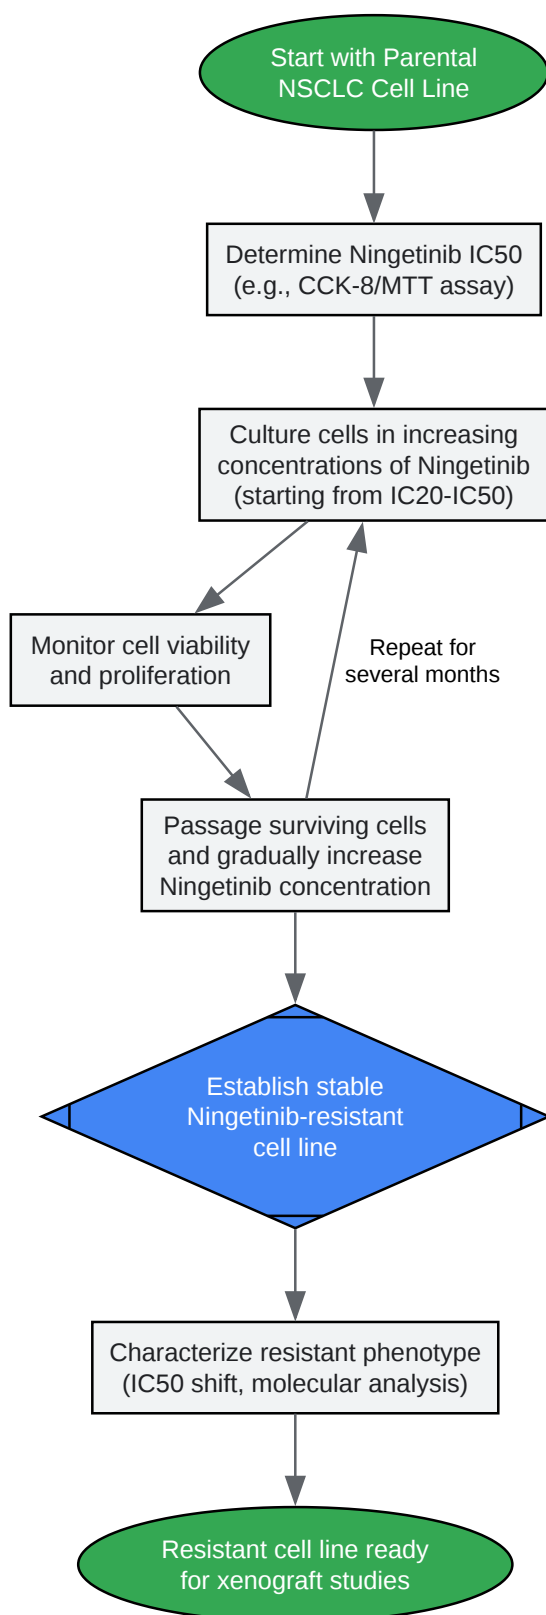 Start with Parental
NSCLC Cell Line
Determine Ningetinib IC50
(e.g., CCK-8/MTT assay)
Culture cells in increasing
concentrations of Ningetinib
(starting from IC20-IC50)
Monitor cell viability
and proliferation
Repeat for
several months
Passage surviving cells
and gradually increase
Ningetinib concentration
Establish stable
Ningetinib-resistant
cell line
Characterize resistant phenotype
(IC50 shift, molecular analysis)
Resistant cell line ready
for xenograft studies